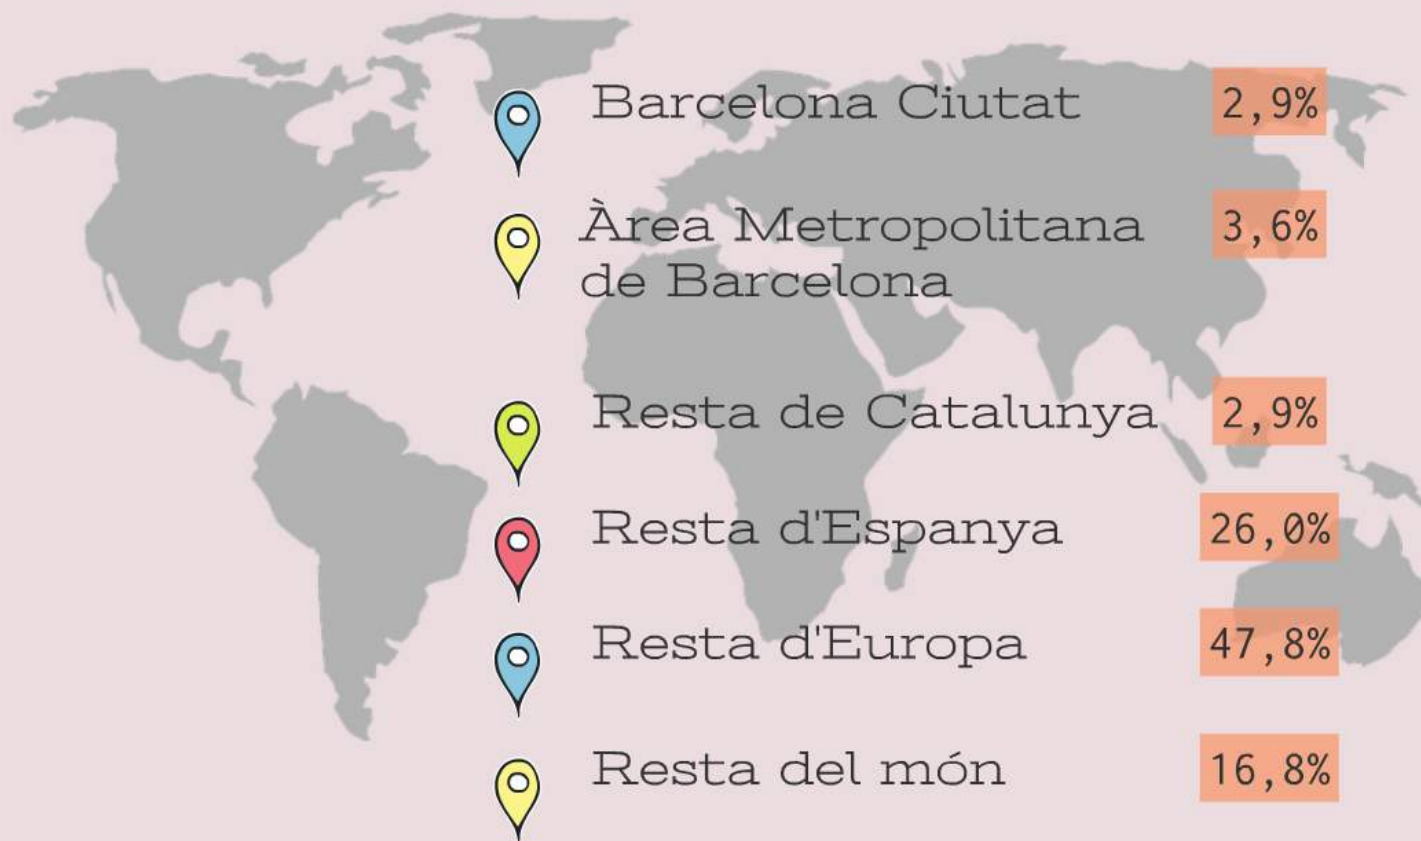 Barcelona Ciutat 2,9%
Àrea Metropolitana 3,6%
de Barcelona
Resta de Catalunya 2,9%
Resta d'Espanya 26,0%
Resta d'Europa 47,8%
Resta del món 16,8%